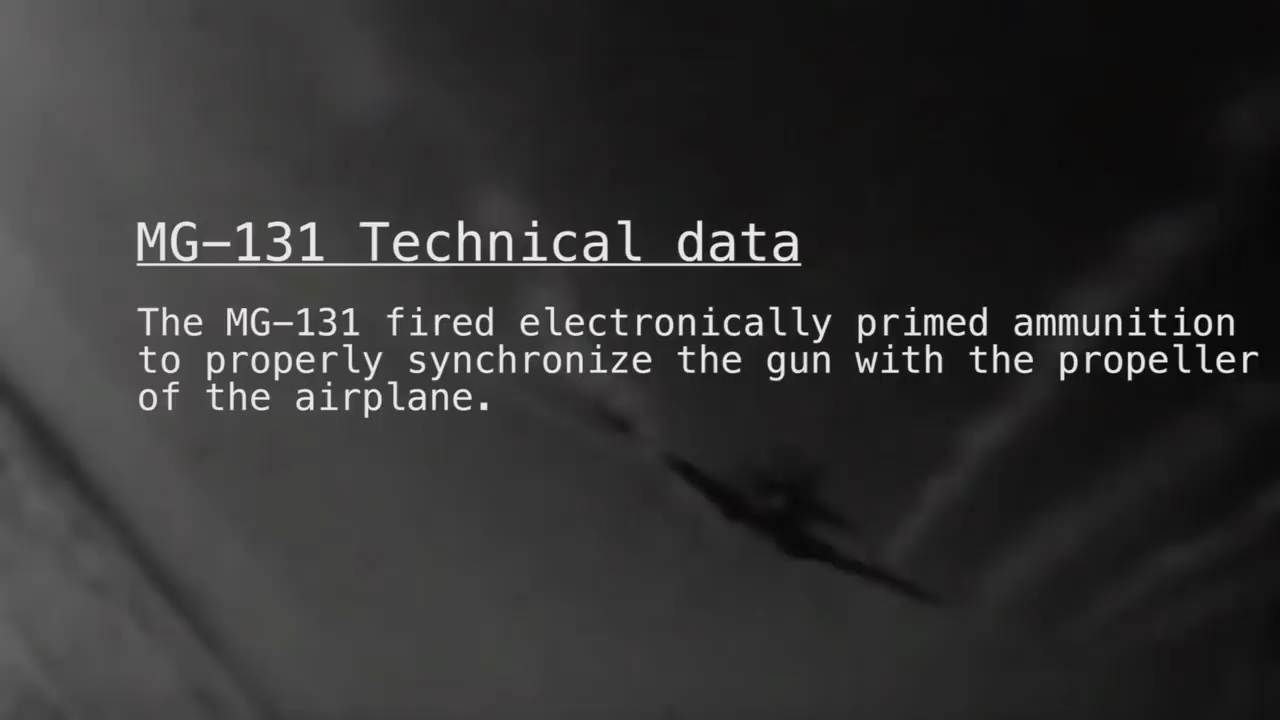 MG-131 Technical data
The MG-131 fired electronically primed ammunition
to properly synchronize the gun with the propeller
of the airplane.